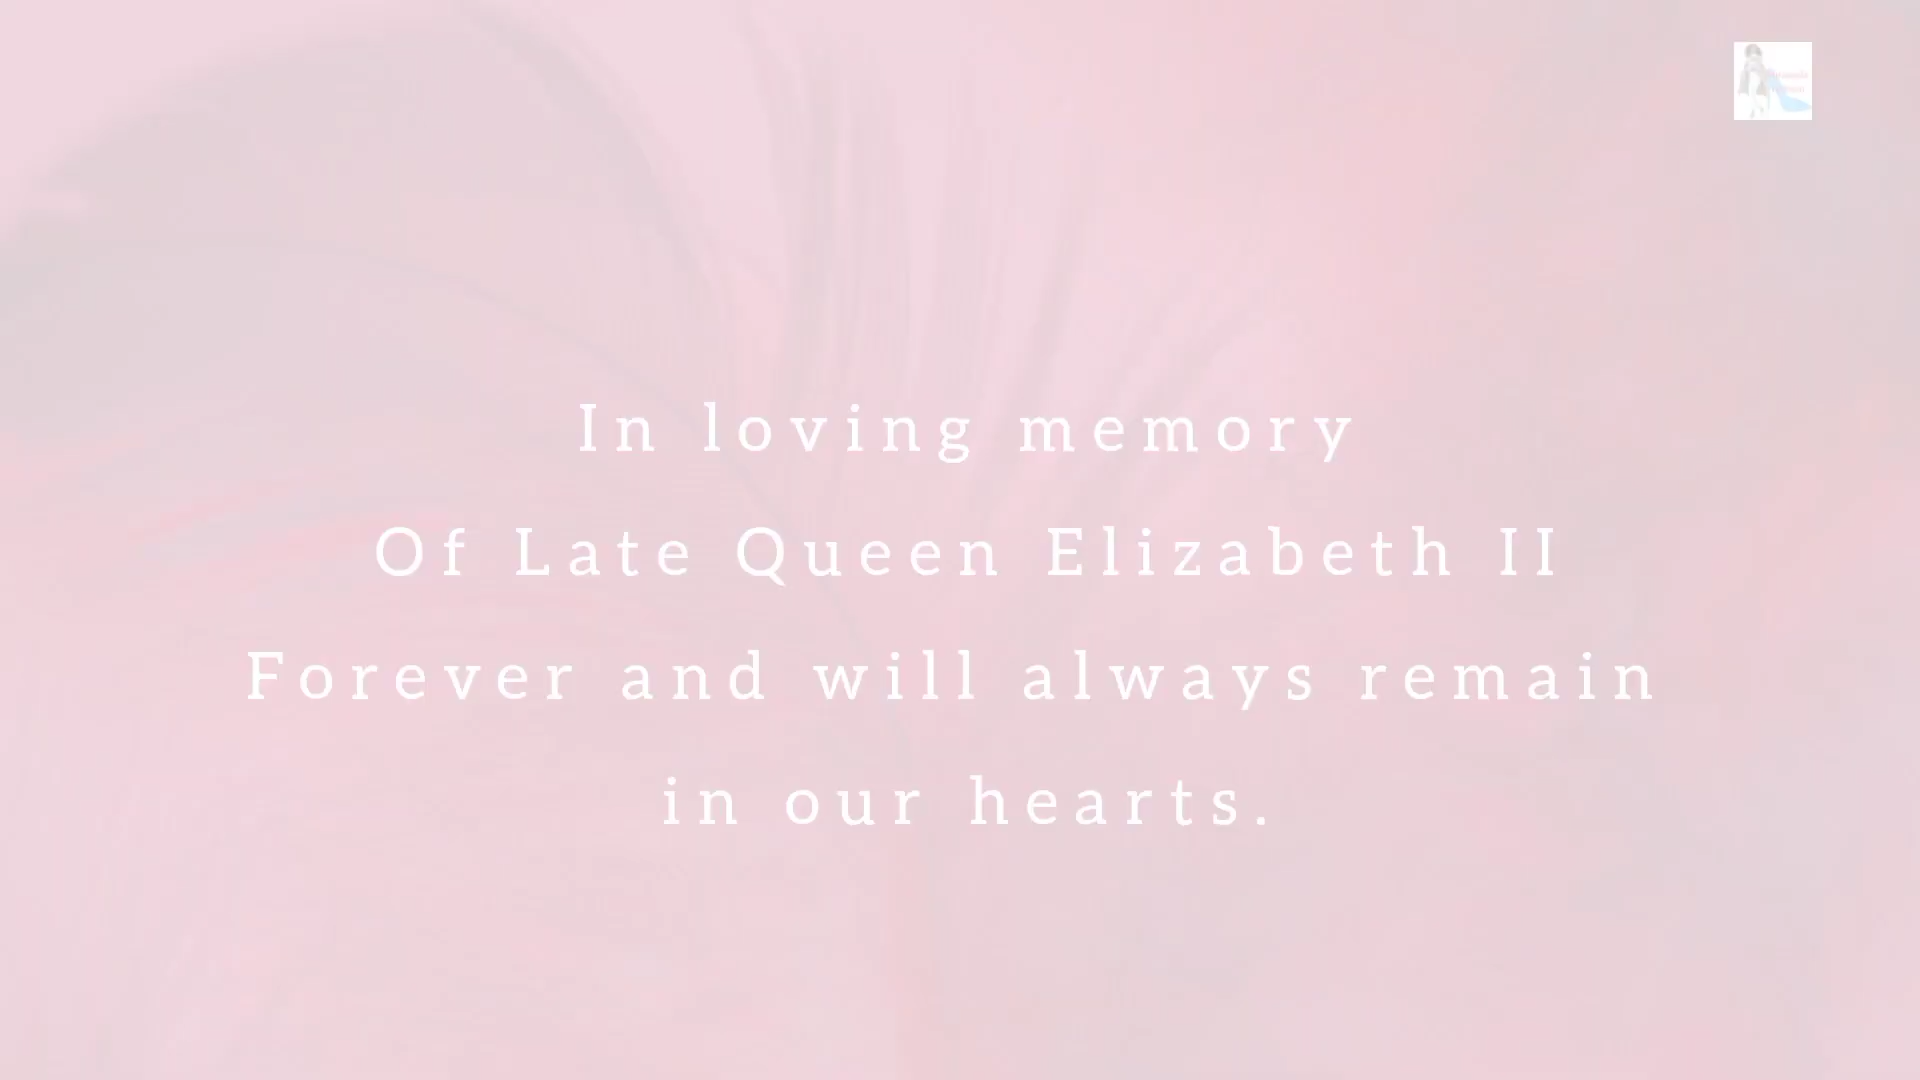 In loving memory
Of Late Queen Elizabeth II
Forever and will always remain
in our hearts.